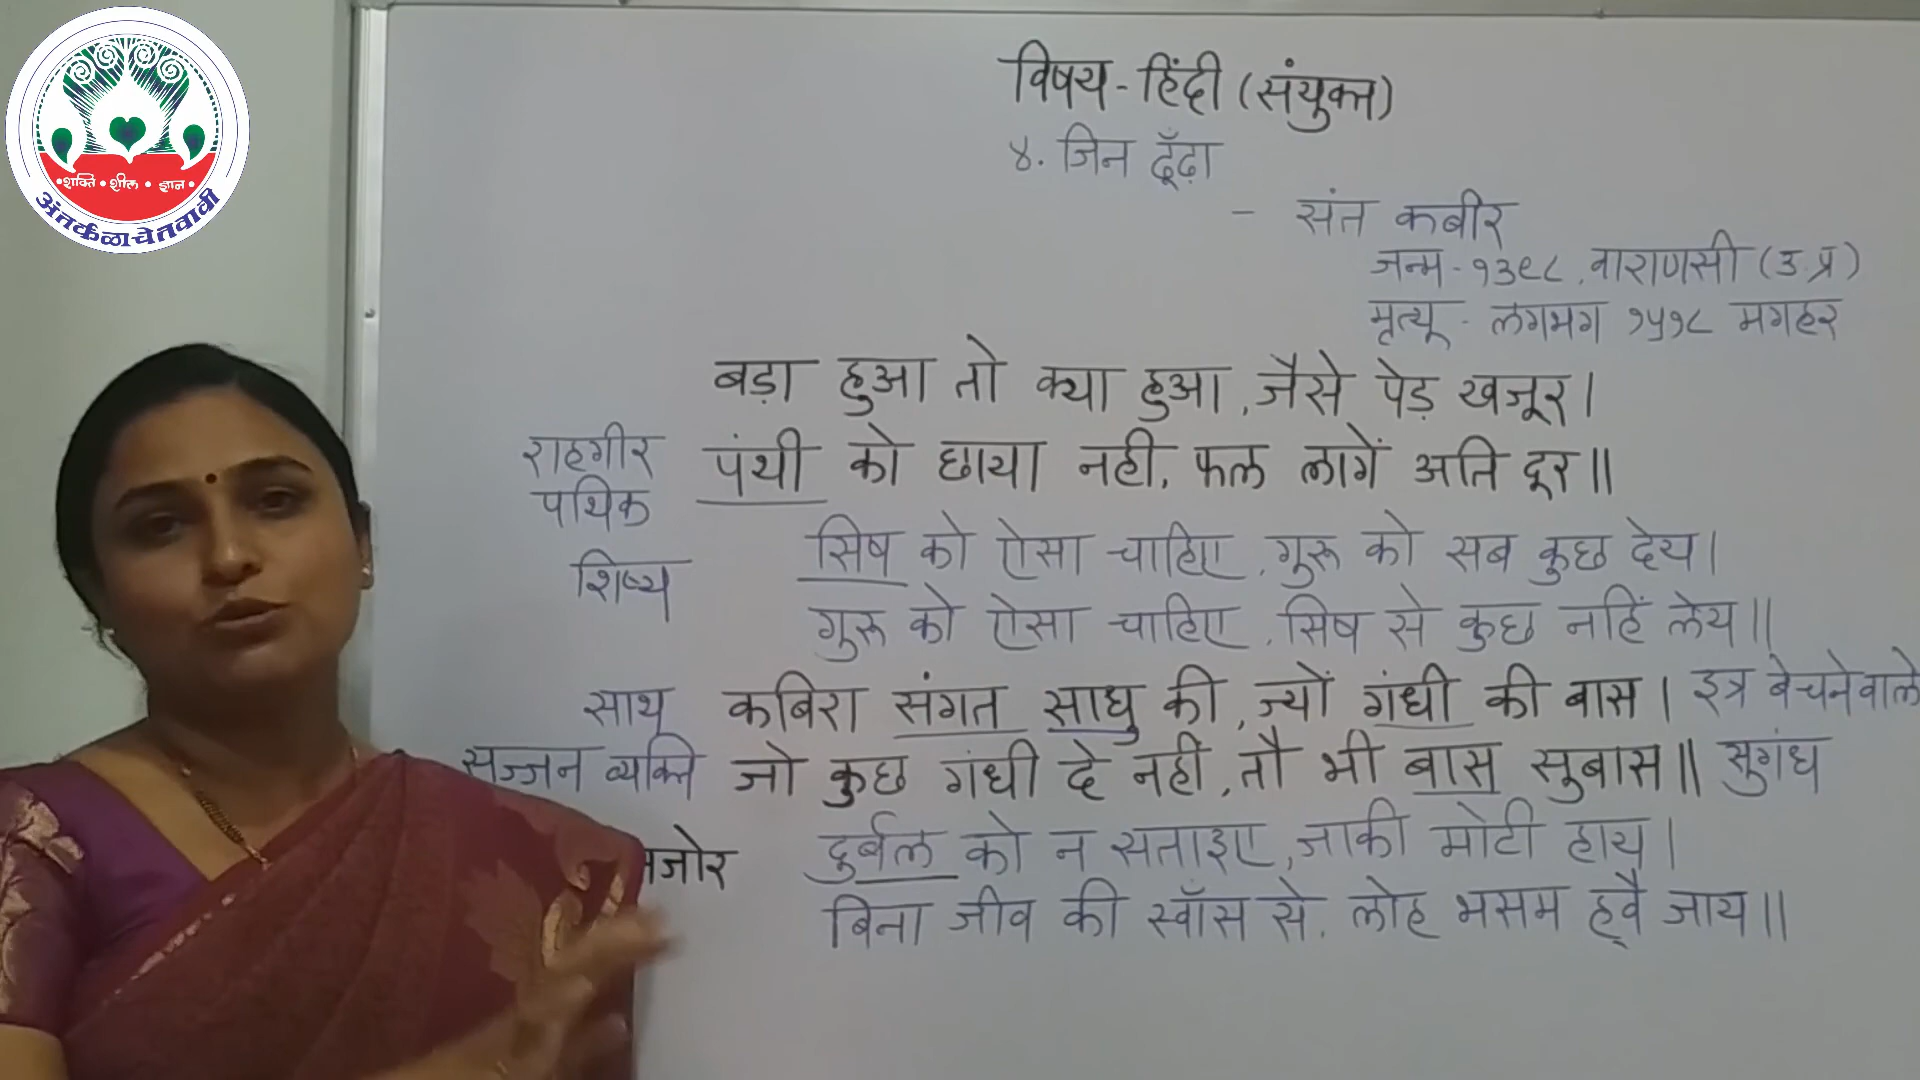 •शक्ति • शील • ज्ञान•
अंतर्कळाचेतवावी
विषय - हिंदी (संयुक्त)
४. जिन ढूँढ़ा
- संत कबीर
जन्म - १३९८, वाराणसी (उ.प्र)
मृत्यू - लगभग १५१८ मगहर
बड़ा हुआ तो क्या हुआ, जैसे पेड़ खजूर।
राहगीर पंथी को छाया नही, फल लागें अति दूर॥
पथिक
सिष को ऐसा चाहिए, गुरू को सब कुछ देय।
शिष्य
गुरू को ऐसा चाहिए, सिष से कुछ नहिं लेय॥
साथ कबिरा संगत साधु की, ज्यों गंधी की बास। इत्र बेचनेवाले
सज्जन व्यक्ति जो कुछ गंधी दे नहीं, तौ भी बास सुबास॥ सुगंध
जोर दुर्बल को न सताइए, जाकी मोटी हाय।
बिना जीव की स्वाँस से, लोह भसम ह्वै जाय॥